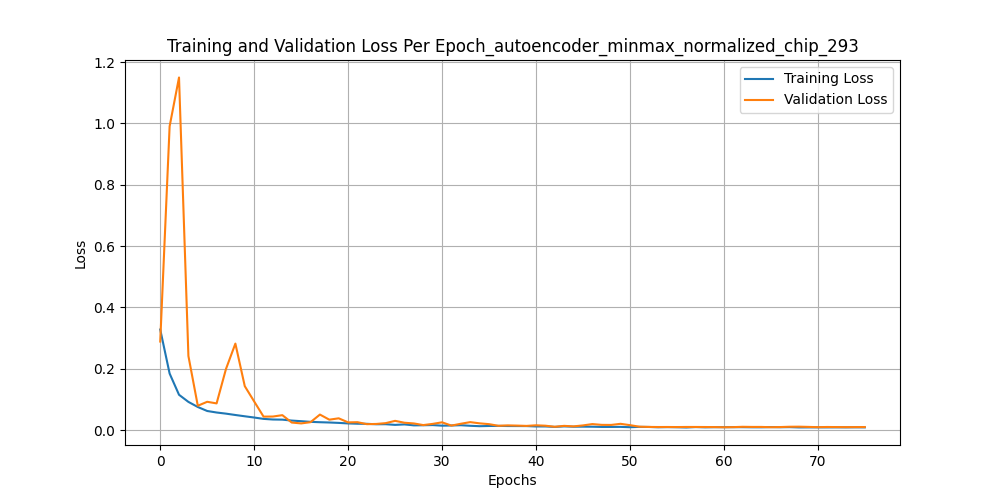 Training and Validation Loss Per Epoch_autoencoder_minmax_normalized_chip_293
Training Loss
Validation Loss
1.2
1.0
0.8
0.6
0.4
0.2
0.0
Loss
0 10 20 30 40 50 60 70
Epochs